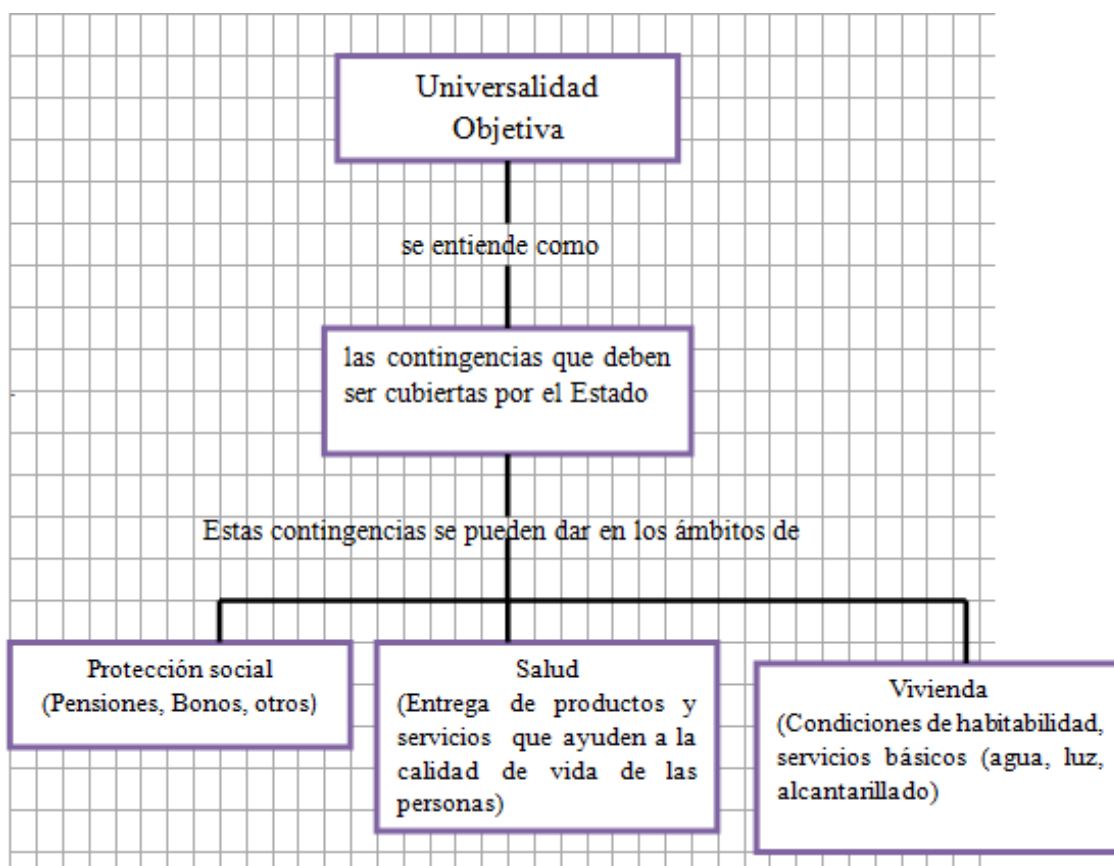 Universalidad
Objetiva
se entiende como
las contingencias que deben
ser cubiertas por el Estado
Estas contingencias se pueden dar en los ámbitos de
Protección social
(Pensiones, Bonos, otros)
Salud
(Entrega de productos y
servicios que ayuden a la
calidad de vida de las
personas)
Vivienda
(Condiciones de habitabilidad,
servicios básicos (agua, luz,
alcantarillado)